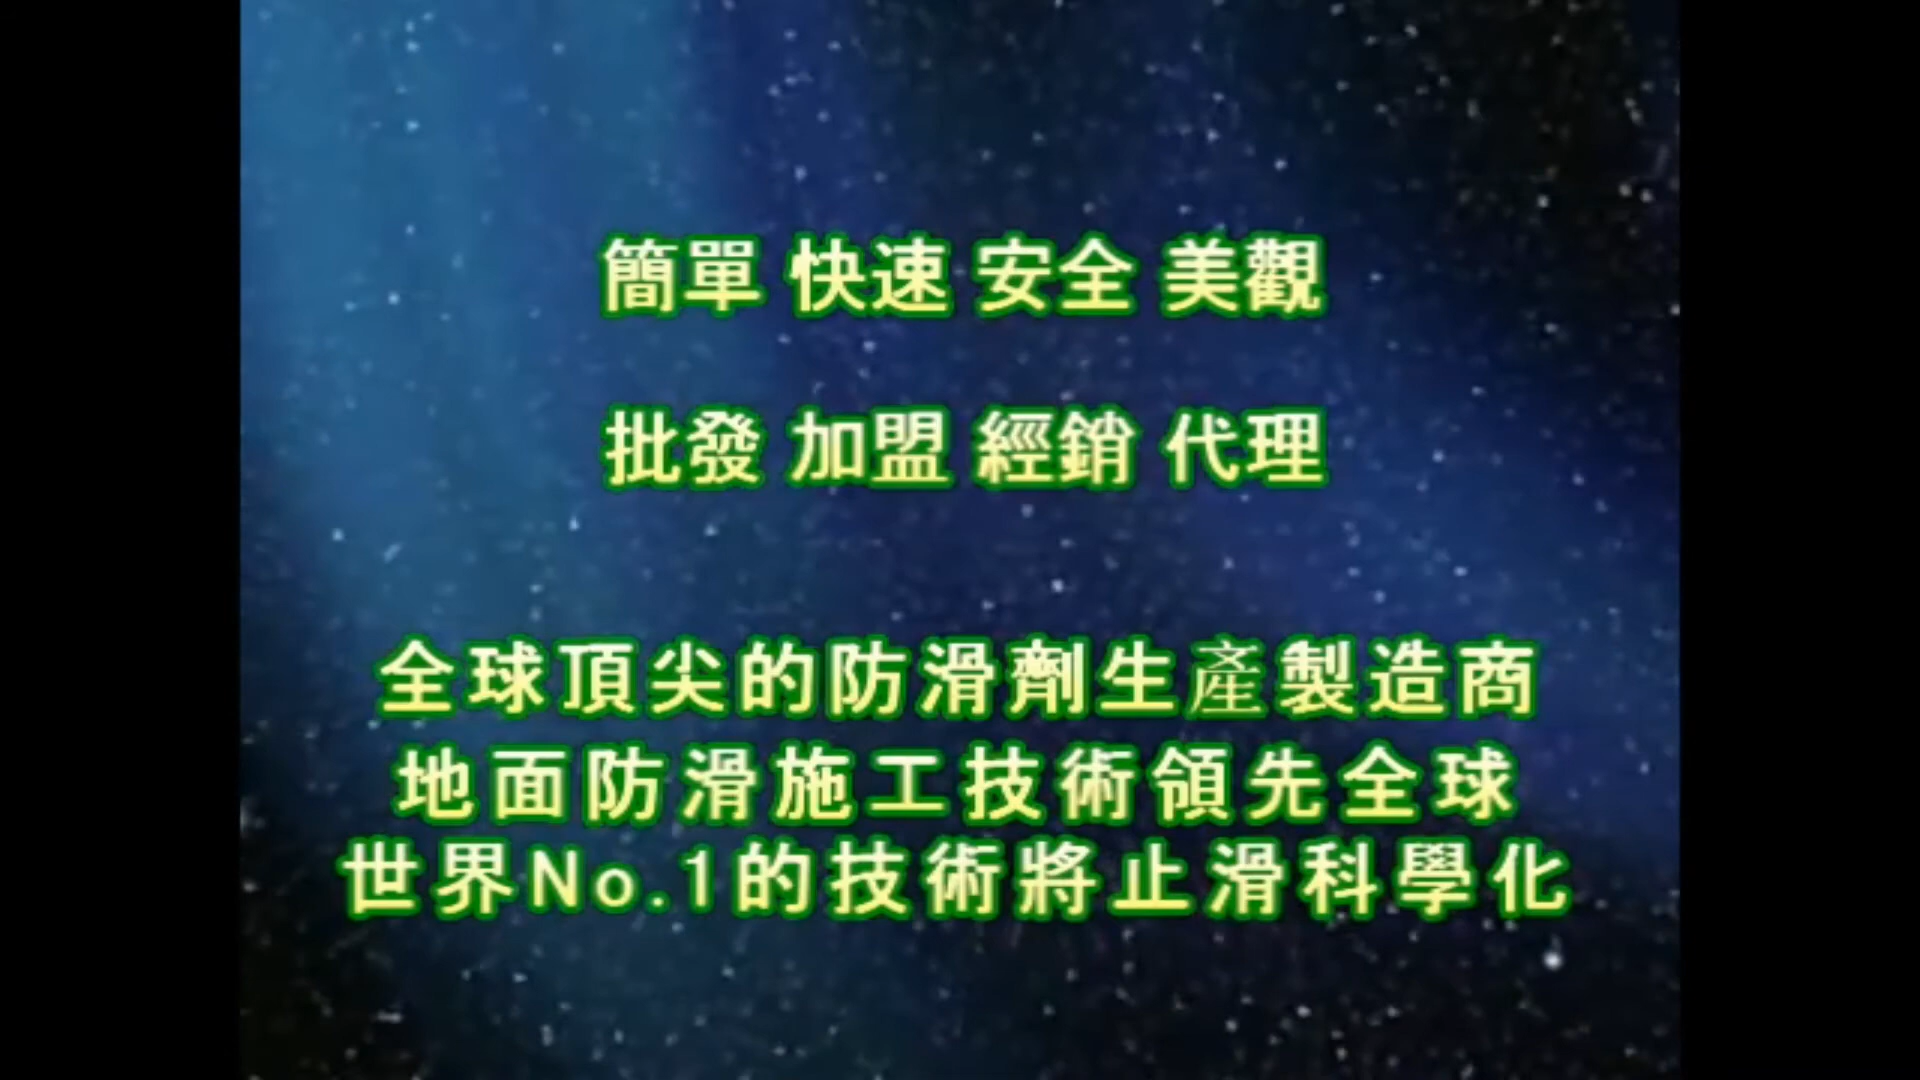 簡單 快速 安全 美觀
批發 加盟 經銷 代理
全球頂尖的防滑劑生產製造商
地面防滑施工技術領先全球
世界No.1的技術將止滑科學化